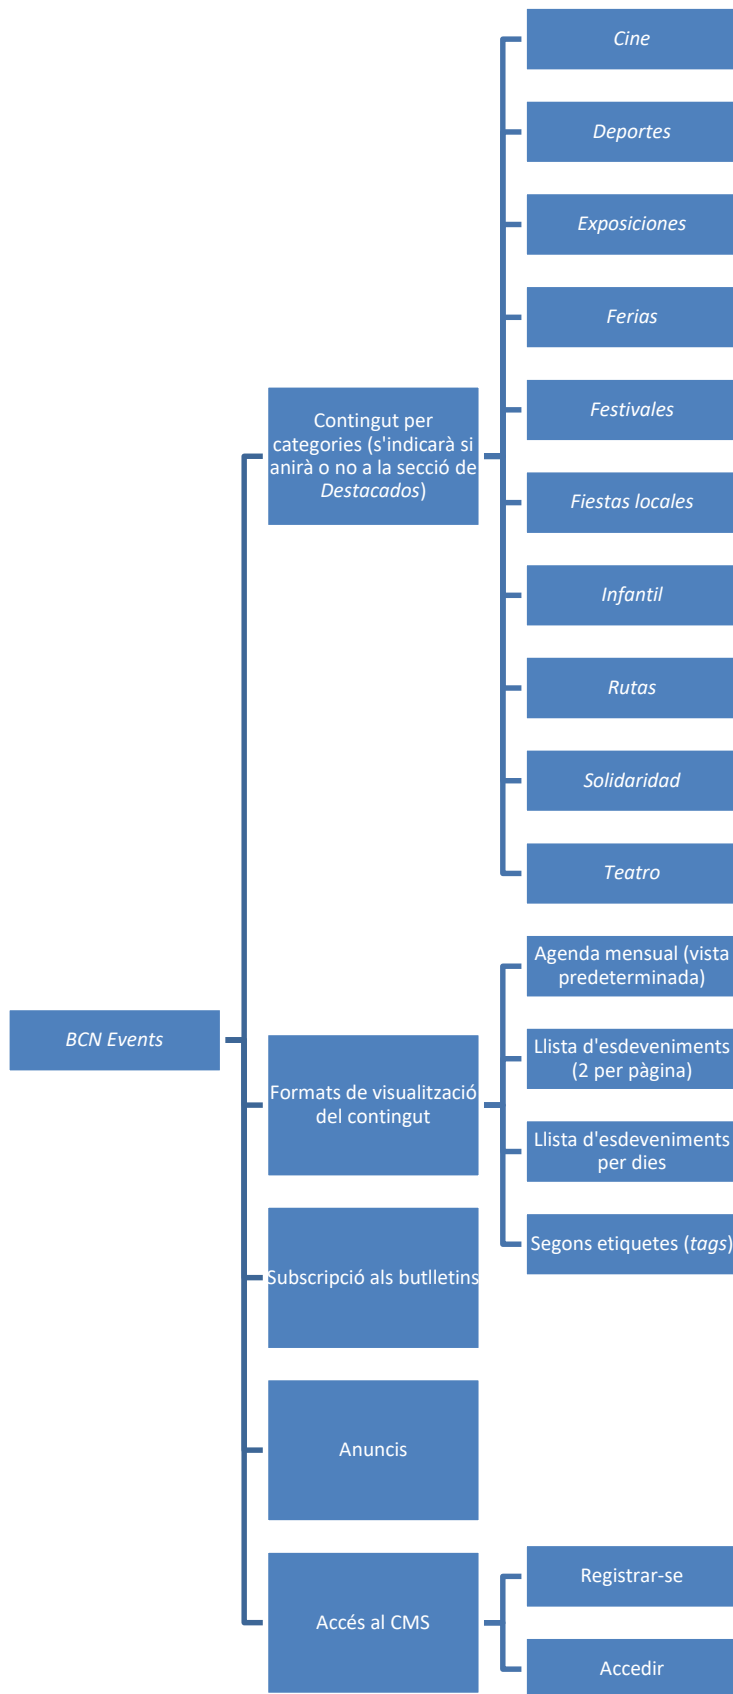 Cine
Deportes
Exposiciones
Ferias
Festivales
Contingut per
categories (s'indicarà si
anirà o no a la secció de
Destacados)
Fiestas locales
Infantil
Rutas
Solidaridad
Teatro
BCN Events
Agenda mensual (vista
predeterminada)
Llista d'esdeveniments
(2 per pàgina)
Formats de visualització
del contingut
Llista d'esdeveniments
per dies
Segons etiquetes (tags)
Subscripció als butlletins
Anuncis
Accés al CMS
Registrar-se
Accedir